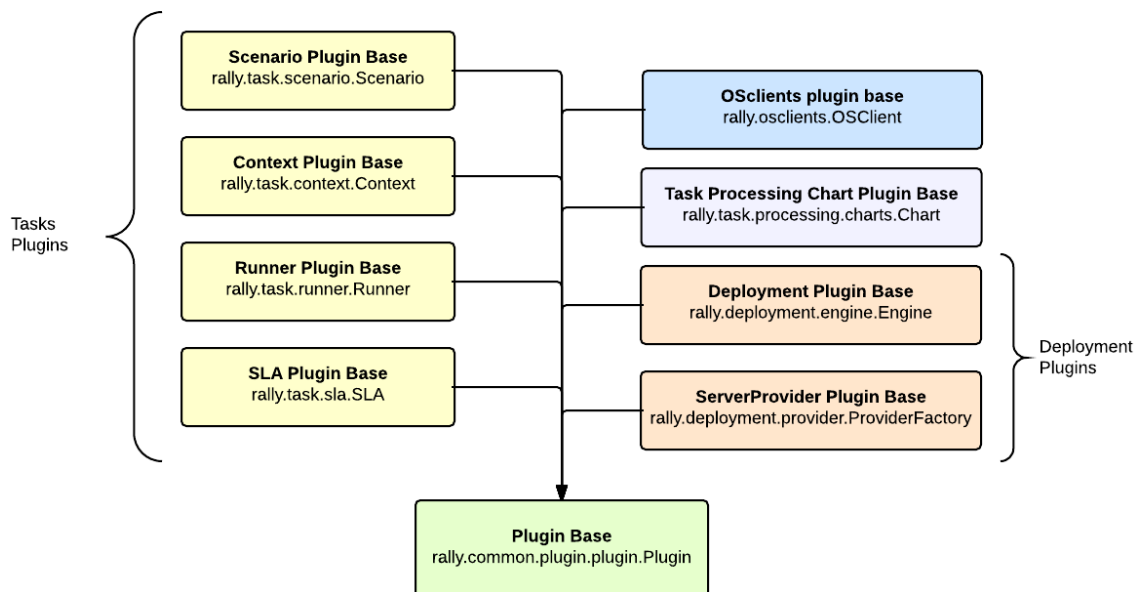 Tasks
Plugins
Scenario Plugin Base
rally.task.scenario.Scenario
Context Plugin Base
rally.task.context.Context
Runner Plugin Base
rally.task.runner.Runner
SLA Plugin Base
rally.task.sla.SLA
OSclients plugin base
rally.osclients.OSClient
Task Processing Chart Plugin Base
rally.task.processing.charts.Chart
Deployment Plugin Base
rally.deployment.engine.Engine
ServerProvider Plugin Base
rally.deployment.provider.ProviderFactory
Deployment
Plugins
Plugin Base
rally.common.plugin.plugin.Plugin